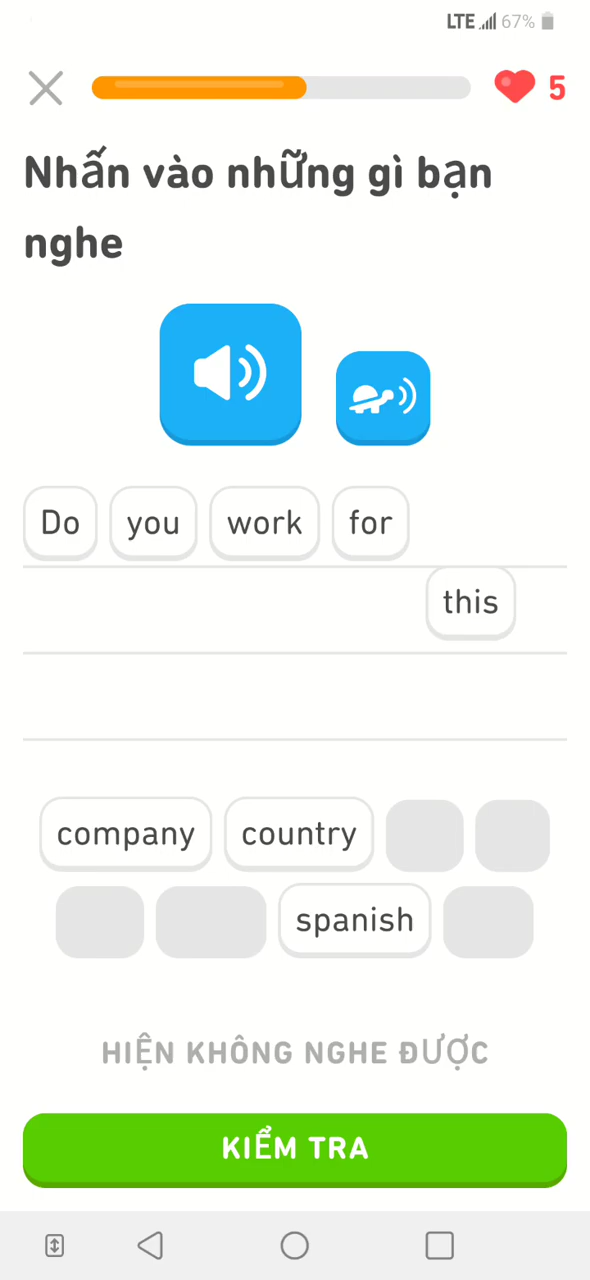 LTE 67%
5
Nhấn vào những gì bạn
nghe
Do you work for
this
company country
spanish
HIỆN KHÔNG NGHE ĐƯỢC
KIỂM TRA